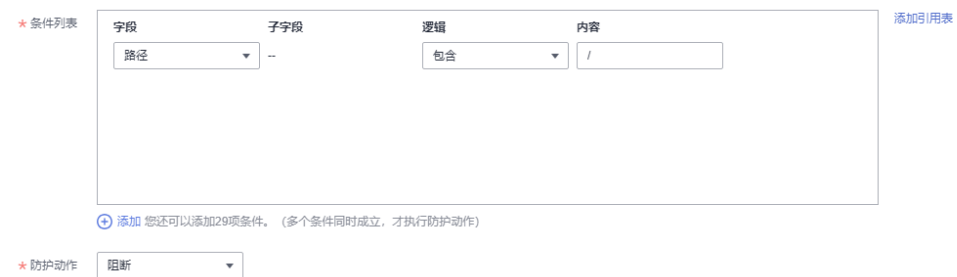 * 条件列表
字段 子字段 逻辑 内容
路径 -- 包含 /
添加引用表
添加 您还可以添加29项条件。（多个条件同时成立，才执行防护动作）
* 防护动作 阻断